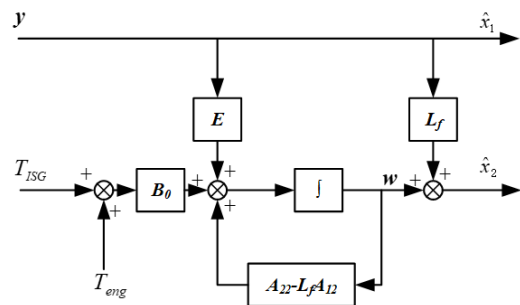 y
x̂₁
E
L_f
T_ISG
+
+
B₀
+
+
+
∫
w
+
+
x̂₂
T_eng
A₂₂-L_fA₁₂